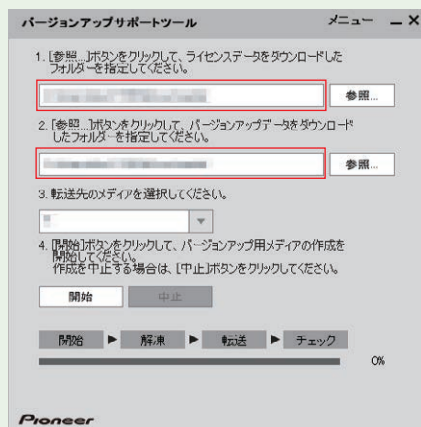 バージョンアップサポートツール
メニュー
1. [参照...]ボタンをクリックして、ライセンスデータをダウンロードした
フォルダーを指定してください。
参照...
2. [参照...]ボタンをクリックして、バージョンアップデータをダウンロード
したフォルダーを指定してください。
参照...
3. 転送先のメディアを選択してください。
4. [開始]ボタンをクリックして、バージョンアップ用メディアの作成を
開始してください。
作成を中止する場合は、[中止]ボタンをクリックしてください。
開始 中止
開始 ▶ 解凍 ▶ 転送 ▶ チェック
0%
Pioneer